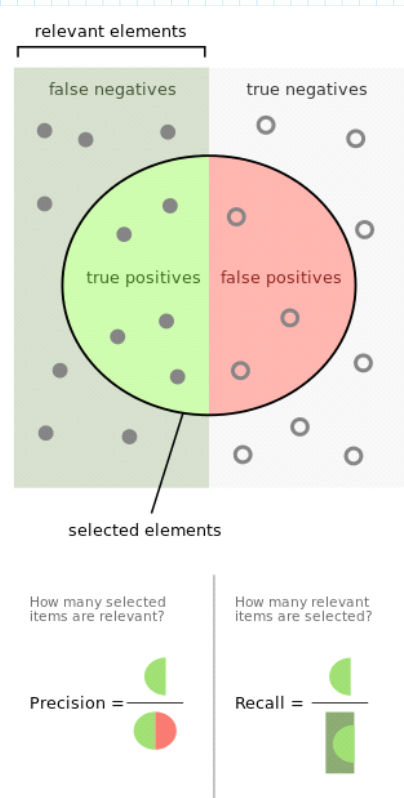 relevant elements
false negatives
true negatives
true positives
false positives
selected elements
How many selected
items are relevant?
How many relevant
items are selected?
Precision =
Recall =